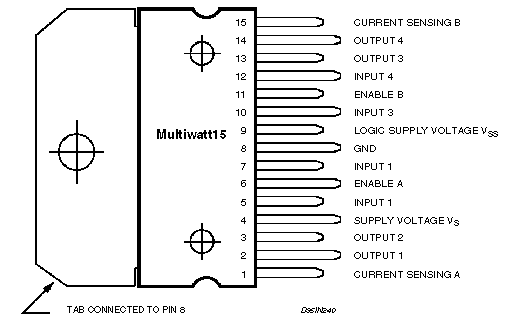 15 CURRENT SENSING B
14 OUTPUT 4
13 OUTPUT 3
12 INPUT 4
11 ENABLE B
10 INPUT 3
9 LOGIC SUPPLY VOLTAGE VSS
8 GND
7 INPUT 1
6 ENABLE A
5 INPUT 1
4 SUPPLY VOLTAGE VS
3 OUTPUT 2
2 OUTPUT 1
1 CURRENT SENSING A
Multiwatt15
TAB CONNECTED TO PIN 8
D95IN240